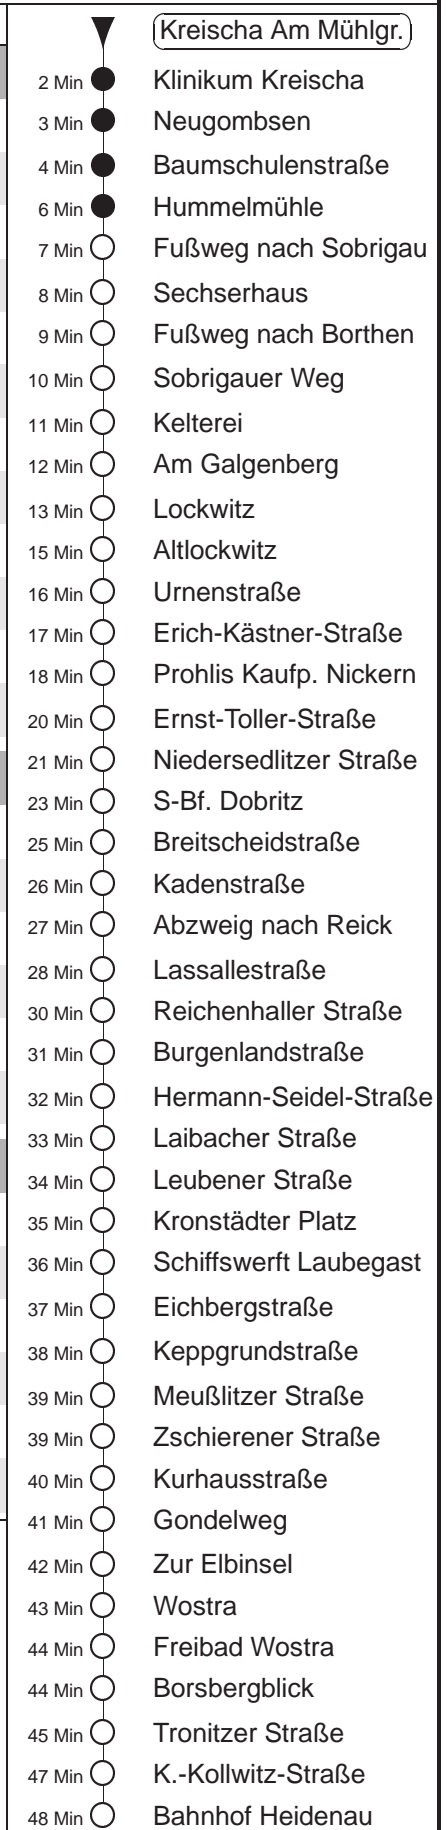 Kreischa Am Mühlgr.
2 Min Klinikum Kreischa
3 Min Neugombsen
4 Min Baumschulenstraße
6 Min Hummelmühle
7 Min Fußweg nach Sobrigau
8 Min Sechserhaus
9 Min Fußweg nach Borthen
10 Min Sobrigauer Weg
11 Min Kelterei
12 Min Am Galgenberg
13 Min Lockwitz
15 Min Altlockwitz
16 Min Urnenstraße
17 Min Erich-Kästner-Straße
18 Min Prohlis Kaufp. Nickern
20 Min Ernst-Toller-Straße
21 Min Niedersedlitzer Straße
23 Min S-Bf. Dobritz
25 Min Breitscheidstraße
26 Min Kadenstraße
27 Min Abzweig nach Reick
28 Min Lassallestraße
30 Min Reichenhaller Straße
31 Min Burgenlandstraße
32 Min Hermann-Seidel-Straße
33 Min Laibacher Straße
34 Min Leubener Straße
35 Min Kronstädter Platz
36 Min Schiffswerft Laubegast
37 Min Eichbergstraße
38 Min Keppgrundstraße
39 Min Meußlitzer Straße
39 Min Zschierener Straße
40 Min Kurhausstraße
41 Min Gondelweg
42 Min Zur Elbinsel
43 Min Wostra
44 Min Freibad Wostra
44 Min Borsbergblick
45 Min Tronitzer Straße
47 Min K.-Kollwitz-Straße
48 Min Bahnhof Heidenau